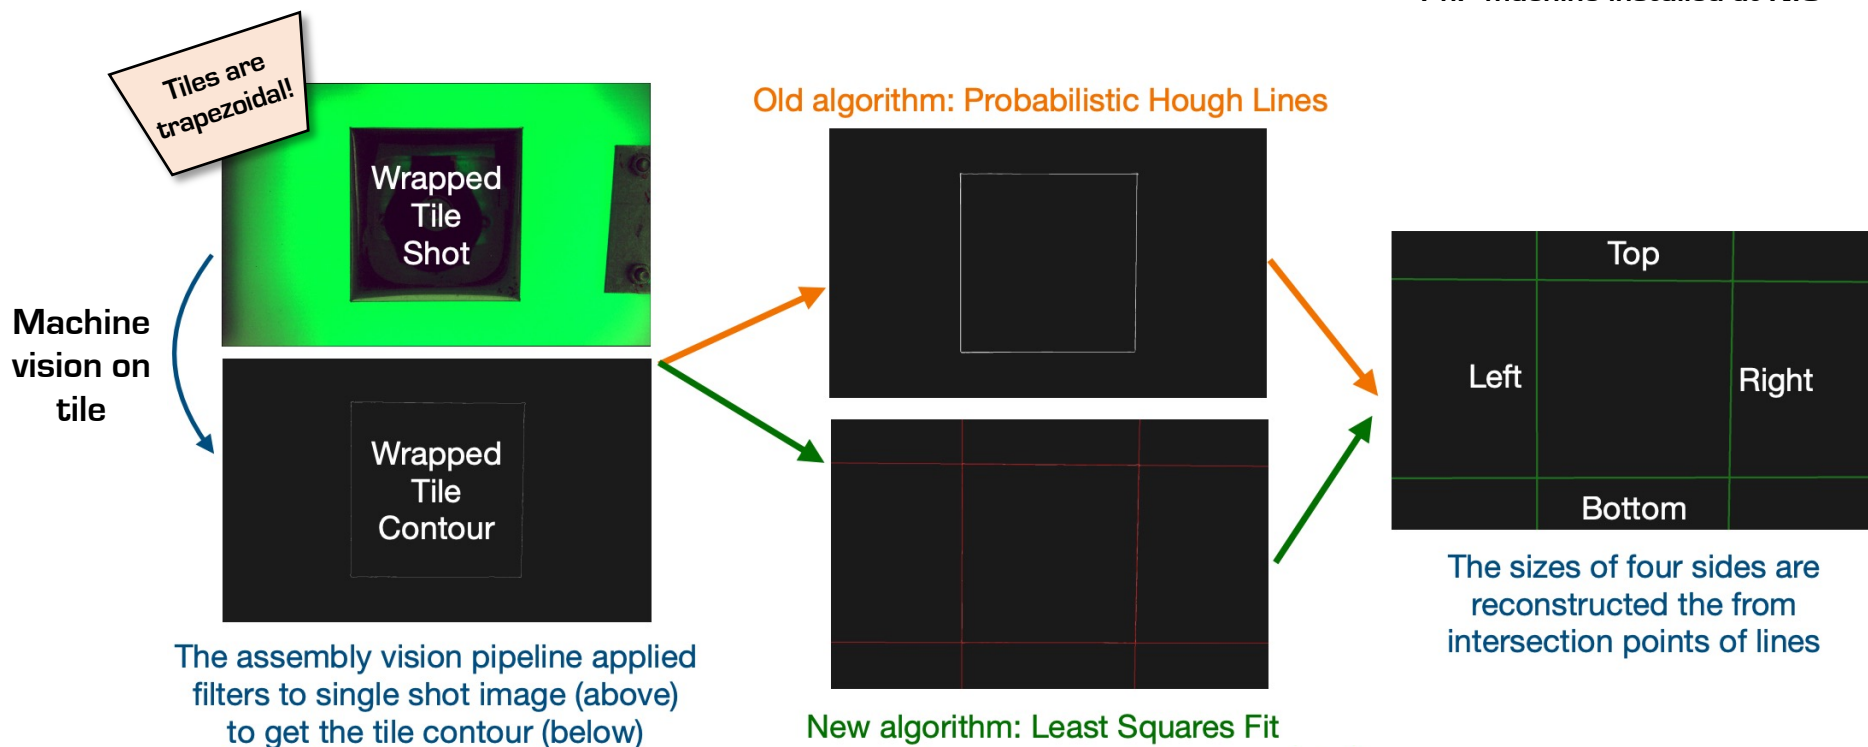 Tiles are
trapezoidal!
Old algorithm: Probabilistic Hough Lines
Wrapped
Tile
Shot
Machine
vision on
tile
Wrapped
Tile
Contour
Top
Left
Right
Bottom
The sizes of four sides are
reconstructed the from
intersection points of lines
The assembly vision pipeline applied
filters to single shot image (above)
to get the tile contour (below)
New algorithm: Least Squares Fit